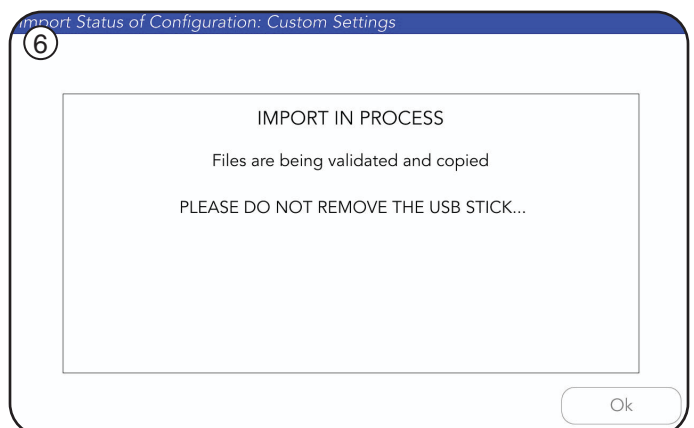 Import Status of Configuration: Custom Settings
6
IMPORT IN PROCESS
Files are being validated and copied
PLEASE DO NOT REMOVE THE USB STICK...
Ok